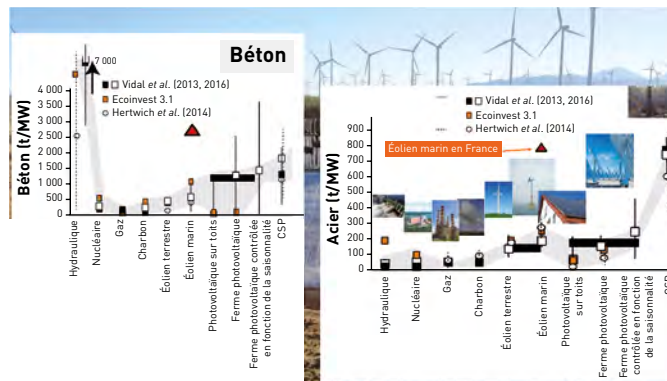 Béton
7 000
Vidal et al. (2013, 2016)
Ecoinvest 3.1
Hertwich et al. (2014)
Béton (t/MW)
4 000
3 500
3 000
2 500
2 000
1 500
1 000
500
0
Hydraulique
Nucléaire
Gaz
Charbon
Éolien terrestre
Éolien marin
Photovoltaïque sur toits
Ferme photovoltaïque
Ferme photovoltaïque contrôlée
en fonction de la saisonnalité
CSP
Vidal et al. (2013, 2016)
Ecoinvest 3.1
Hertwich et al. (2014)
Éolien marin en France
Acier (t/MW)
900
800
700
600
500
400
300
200
100
0
Hydraulique
Nucléaire
Gaz
Charbon
Éolien terrestre
Éolien marin
Photovoltaïque
sur toits
Ferme photovoltaïque
Ferme photovoltaïque
contrôlée en fonction
de la saisonnalité
CSP